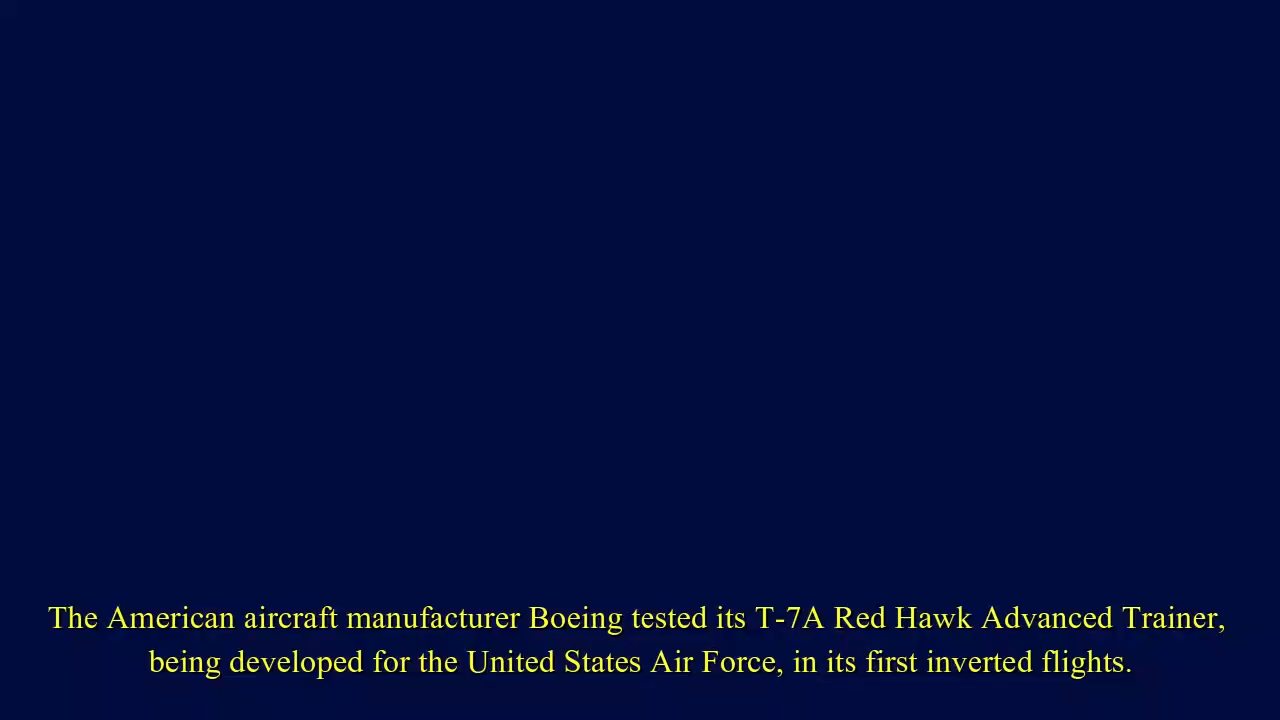 The American aircraft manufacturer Boeing tested its T-7A Red Hawk Advanced Trainer,
being developed for the United States Air Force, in its first inverted flights.